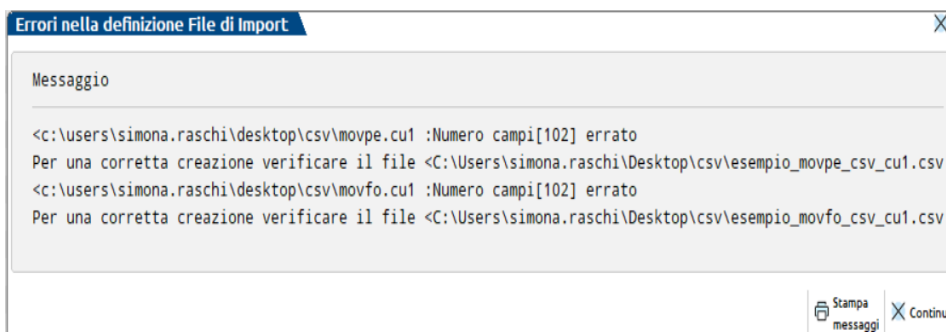 Errori nella definizione File di Import
Messaggio
<c:\users\simona.raschi\desktop\csv\movpe.cu1 :Numero campi[102] errato
Per una corretta creazione verificare il file <C:\Users\simona.raschi\Desktop\csv\esempio_movpe_csv_cu1.csv
<c:\users\simona.raschi\desktop\csv\movfo.cu1 :Numero campi[102] errato
Per una corretta creazione verificare il file <C:\Users\simona.raschi\Desktop\csv\esempio_movfo_csv_cu1.csv
Stampa
messaggi
Continu